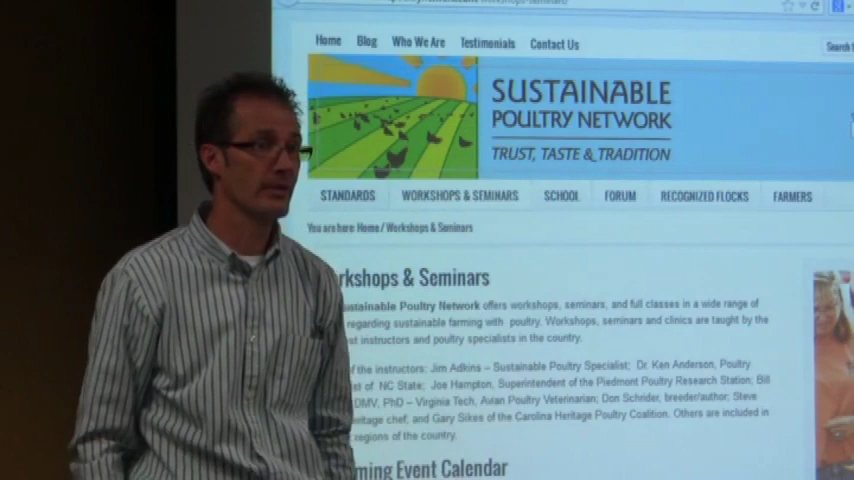 Home Blog Who We Are Testimonials Contact Us
Search
SUSTAINABLE
POULTRY NETWORK
TRUST, TASTE & TRADITION
STANDARDS WORKSHOPS & SEMINARS SCHOOL FORUM RECOGNIZED FLOCKS FARMERS
You are here: Home / Workshops & Seminars
rkshops & Seminars
ustainable Poultry Network offers workshops, seminars, and full classes in a wide range of
regarding sustainable farming with poultry. Workshops, seminars and clinics are taught by the
st instructors and poultry specialists in the country.
f the instructors: Jim Adkins – Sustainable Poultry Specialist; Dr. Ken Anderson, Poultry
st of NC State; Joe Hampton, Superintendent of the Piedmont Poultry Research Station; Bill
DMV, PhD – Virginia Tech, Avian Poultry Veterinarian; Don Schrider, breeder/author; Steve
eritage chef, and Gary Sikes of the Carolina Heritage Poultry Coalition. Others are included in
regions of the country.
ming Event Calendar